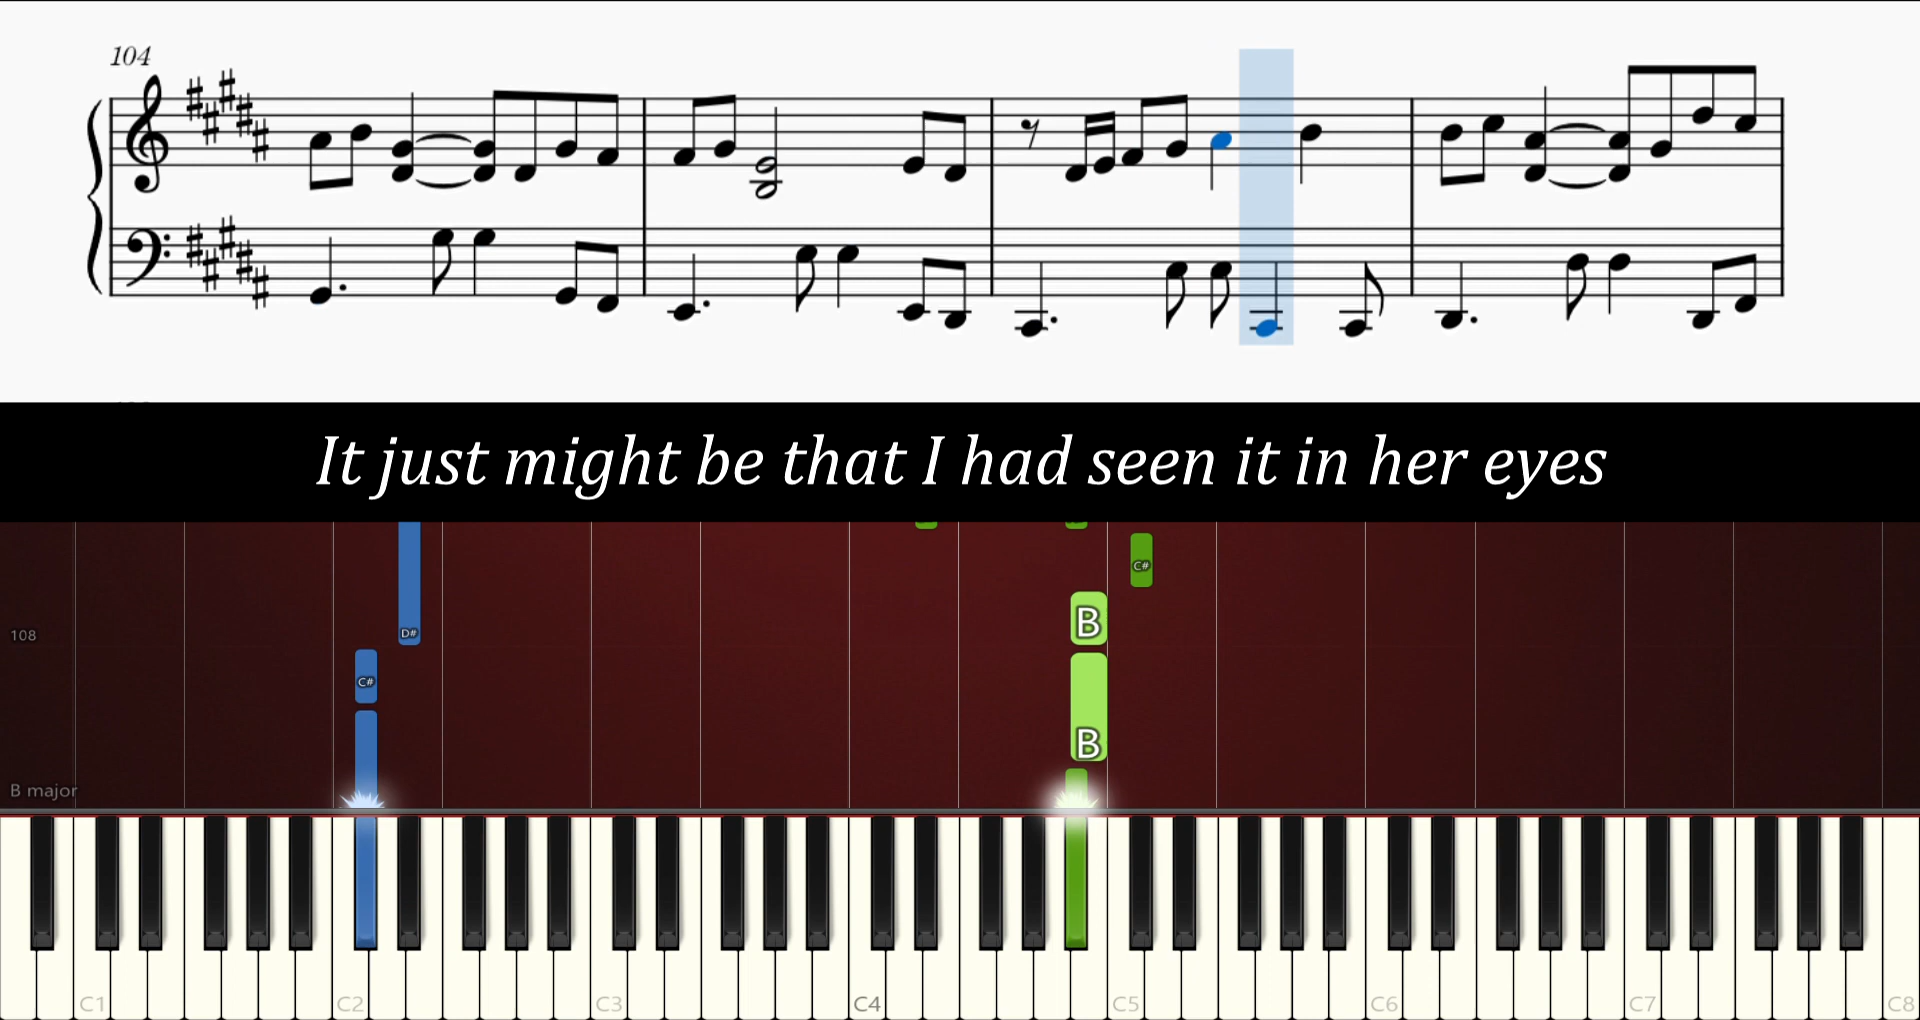 104
It just might be that I had seen it in her eyes
C#
D#
B
108
C#
B
B major
C1
C2
C3
C4
C5
C6
C7
C8